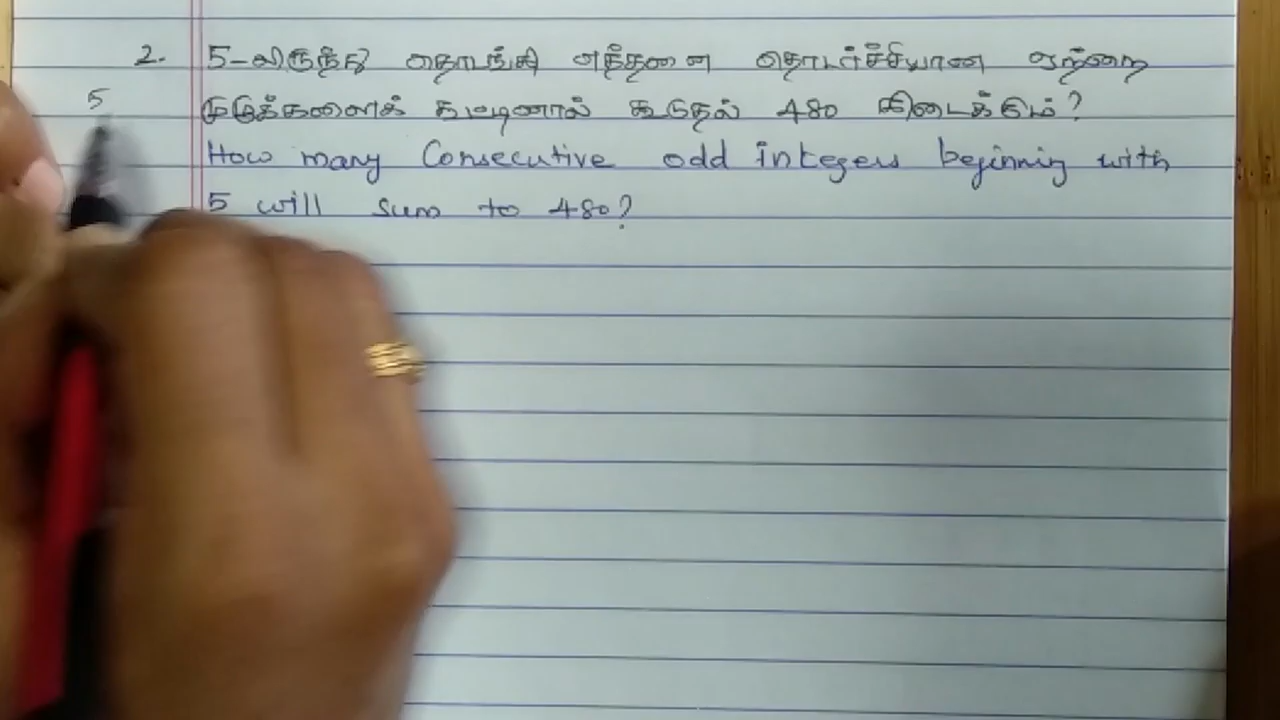 2. 5-லிருந்து தொடங்கி எத்தனை தொடர்ச்சியான ஒற்றை
5
முழுக்களைக் கூட்டினால் கூடுதல் 480 கிடைக்கும்?
How many Consecutive odd integers beginning with
5 will sum to 480?